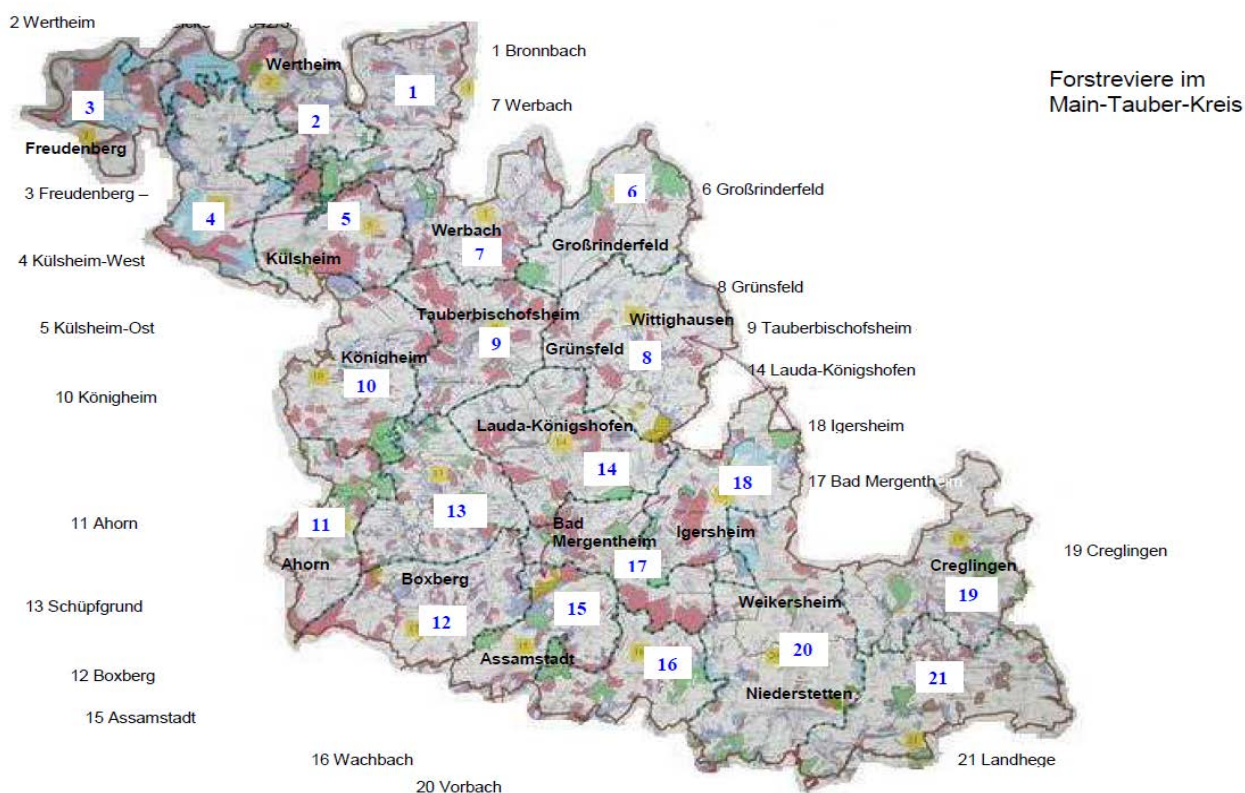 2 Wertheim
1 Bronnbach
Forstreviere im
Main-Tauber-Kreis
Wertheim
1
3
7 Werbach
2
Freudenberg
3 Freudenberg –
6
6 Großrinderfeld
4
5
Werbach
Großrinderfeld
7
4 Külsheim-West
Külsheim
8 Grünsfeld
5 Külsheim-Ost
Tauberbischofsheim
Wittighausen
9 Tauberbischofsheim
9
Grünsfeld
8
Königheim
10
14 Lauda-Königshofen
10 Königheim
Lauda-Königshofen
18 Igersheim
14
18
17 Bad Mergentheim
13
11
11 Ahorn
Bad
Mergentheim
Igersheim
19 Creglingen
Ahorn
17
Creglingen
Boxberg
19
13 Schüpfgrund
12
15
Weikersheim
20
Assamstadt
16
12 Boxberg
21
Niederstetten
15 Assamstadt
16 Wachbach
21 Landhege
20 Vorbach